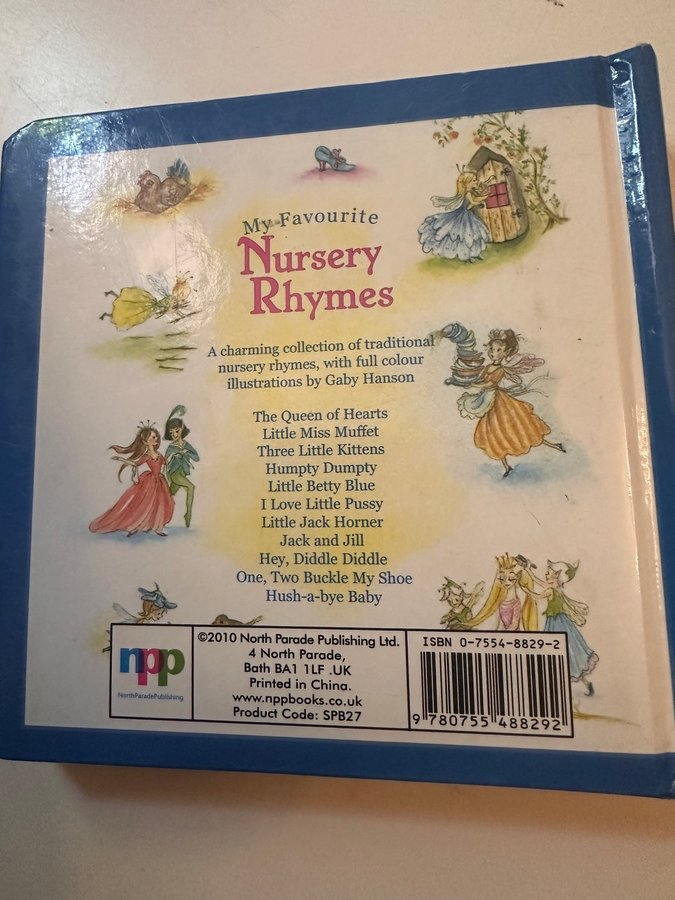 My Favourite
Nursery
Rhymes
A charming collection of traditional
nursery rhymes, with full colour
illustrations by Gaby Hanson
The Queen of Hearts
Little Miss Muffet
Three Little Kittens
Humpty Dumpty
Little Betty Blue
I Love Little Pussy
Little Jack Horner
Jack and Jill
Hey, Diddle Diddle
One, Two Buckle My Shoe
Hush-a-bye Baby
npp
NorthParadePublishing
©2010 North Parade Publishing Ltd.
4 North Parade,
Bath BA1 1LF .UK
Printed in China.
www.nppbooks.co.uk
Product Code: SPB27
ISBN 0-7554-8829-2
9 780755 488292